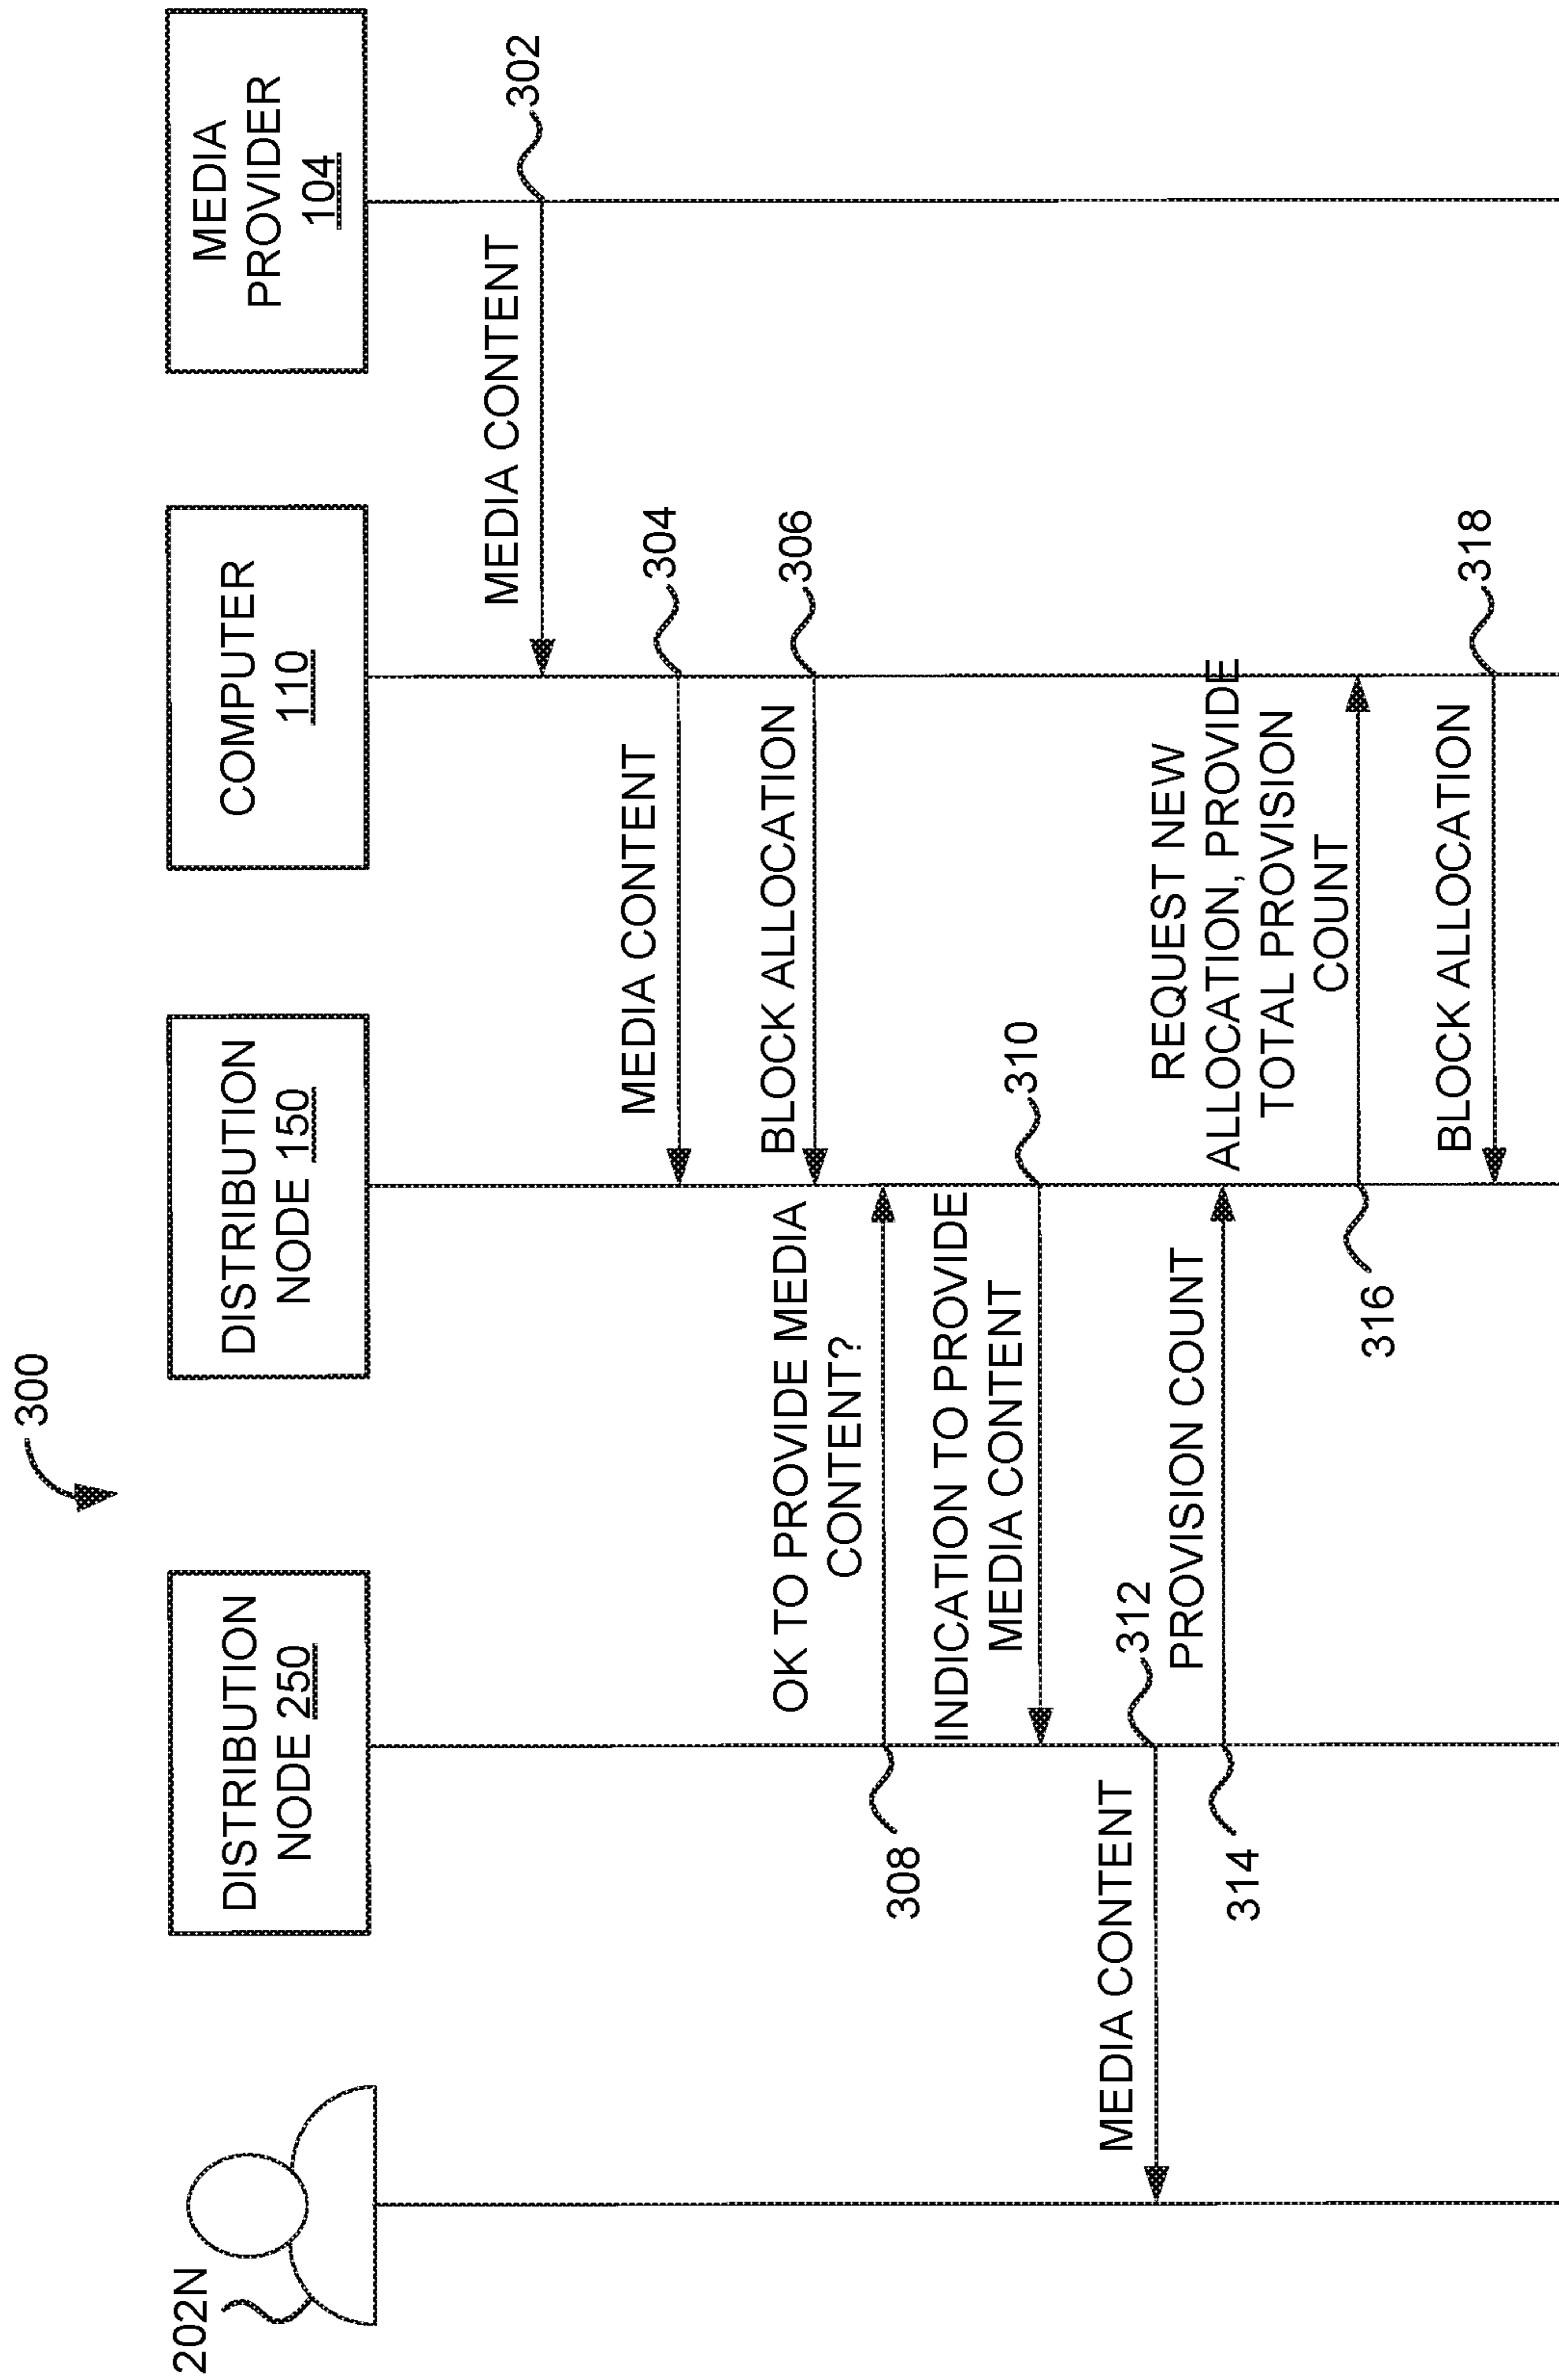 300
202N
DISTRIBUTION
NODE 250
DISTRIBUTION
NODE 150
COMPUTER
110
MEDIA
PROVIDER
104
MEDIA CONTENT
302
MEDIA CONTENT
304
BLOCK ALLOCATION
306
OK TO PROVIDE MEDIA
CONTENT?
308
INDICATION TO PROVIDE
MEDIA CONTENT
310
MEDIA CONTENT
312
PROVISION COUNT
314
REQUEST NEW
ALLOCATION, PROVIDE
TOTAL PROVISION
COUNT
316
BLOCK ALLOCATION
318